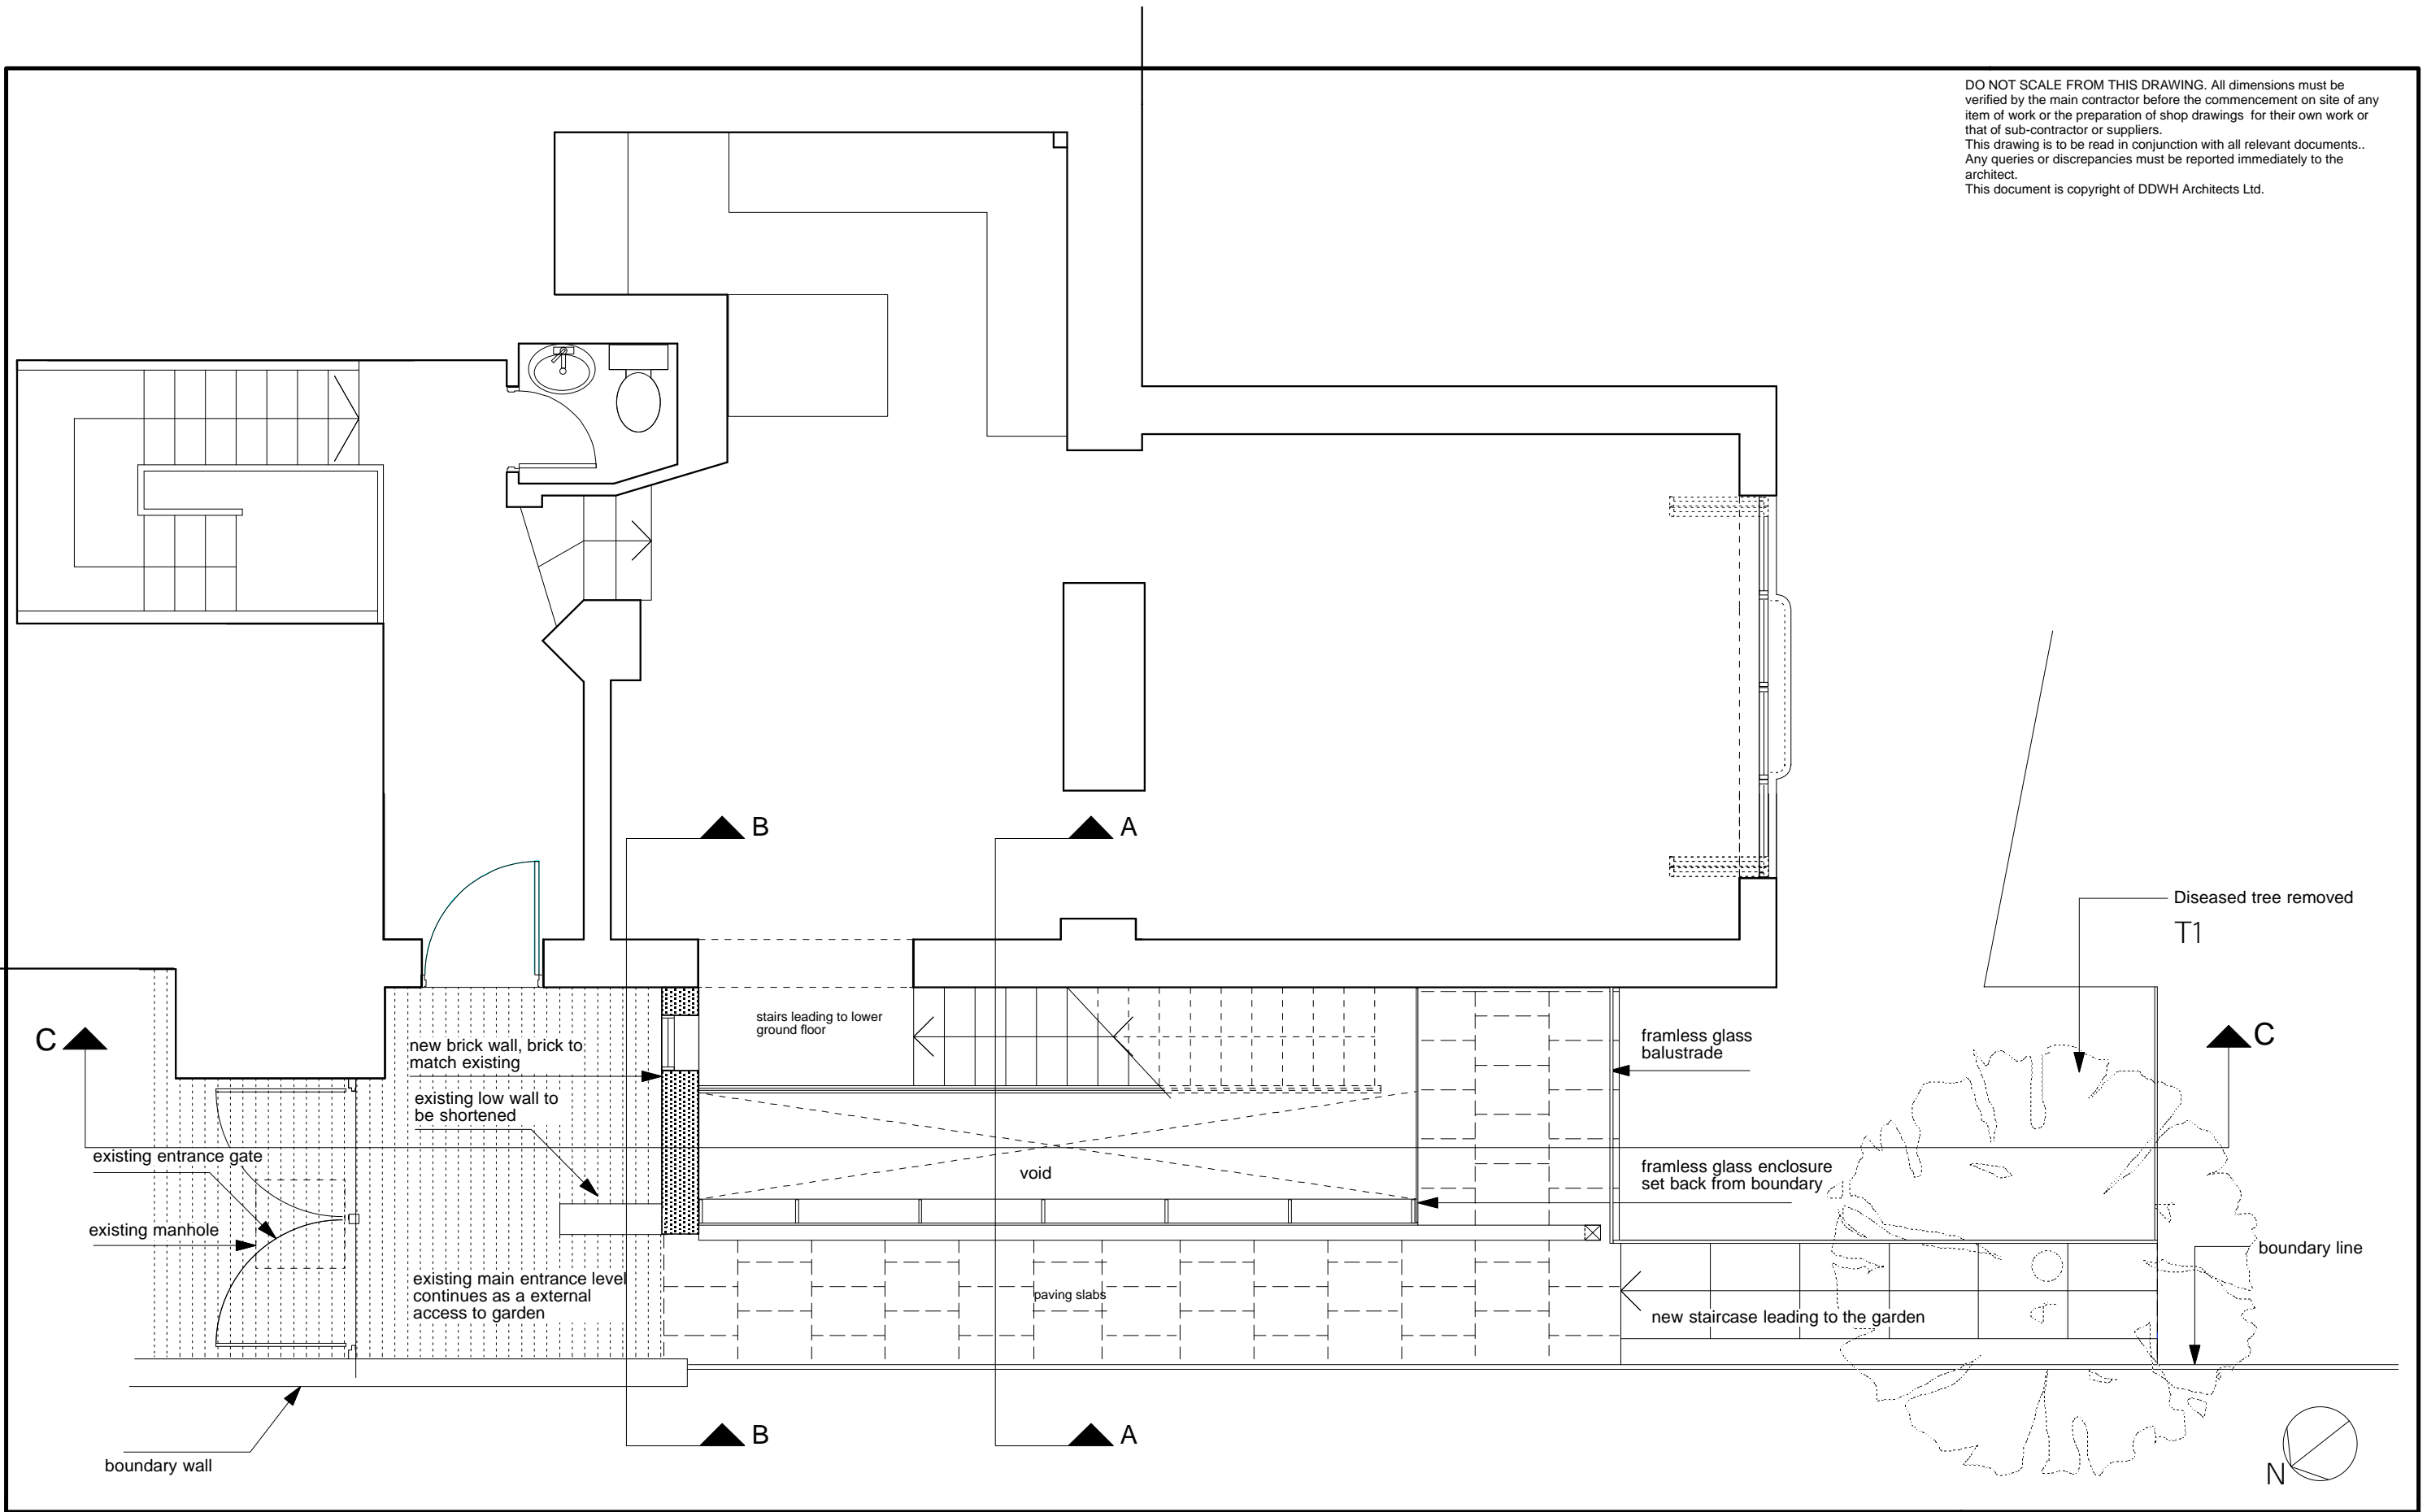 DO NOT SCALE FROM THIS DRAWING. All dimensions must be
verified by the main contractor before the commencement on site of any
item of work or the preparation of shop drawings for their own work or
that of sub-contractor or suppliers.
This drawing is to be read in conjunction with all relevant documents..
Any queries or discrepancies must be reported immediately to the
architect.
This document is copyright of DDWH Architects Ltd.
B
A
Diseased tree removed
T1
C
stairs leading to lower
ground floor
framless glass
balustrade
C
new brick wall, brick to
match existing
existing low wall to
be shortened
existing entrance gate
void
framless glass enclosure
set back from boundary
existing manhole
boundary line
existing main entrance level
continues as a external
access to garden
paving slabs
new staircase leading to the garden
B
A
boundary wall
N